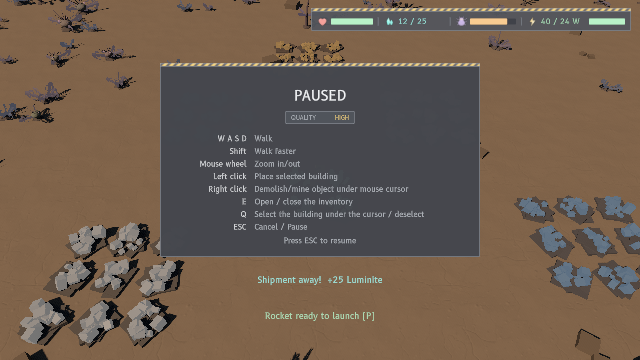 12 / 25
40 / 24 W
PAUSED
QUALITY HIGH
W A S D Walk
Shift Walk faster
Mouse wheel Zoom in/out
Left click Place selected building
Right click Demolish/mine object under mouse cursor
E Open / close the inventory
Q Select the building under the cursor / deselect
ESC Cancel / Pause
Press ESC to resume
Shipment away! +25 Luminite
Rocket ready to launch [P]